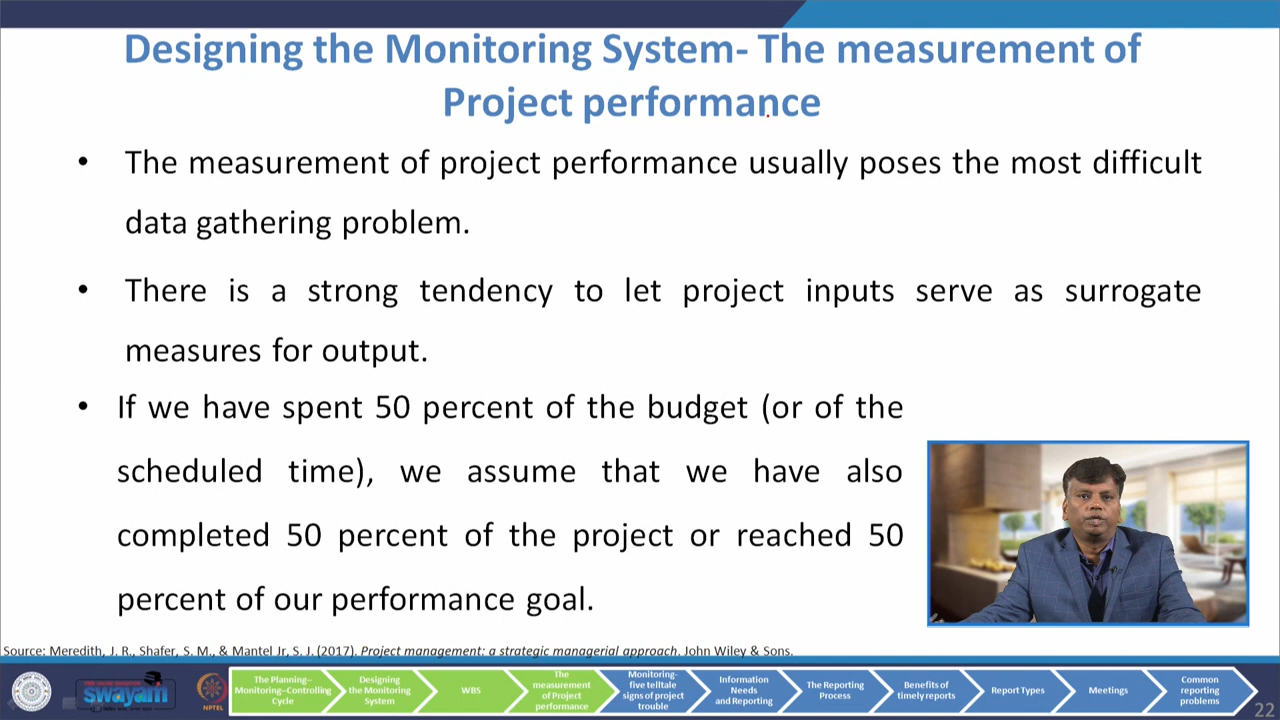 Designing the Monitoring System- The measurement of
Project performance
• The measurement of project performance usually poses the most difficult
data gathering problem.
• There is a strong tendency to let project inputs serve as surrogate
measures for output.
• If we have spent 50 percent of the budget (or of the
scheduled time), we assume that we have also
completed 50 percent of the project or reached 50
percent of our performance goal.
Source: Meredith, J. R., Shafer, S. M., & Mantel Jr, S. J. (2017). Project management: a strategic managerial approach. John Wiley & Sons.
swayam
NPTEL
The Planning–
Monitoring–Controlling
Cycle
Designing
the Monitoring
System
WBS
The
measurement
of Project
performance
Monitoring-
five telltale
signs of project
trouble
Information
Needs
and Reporting
The Reporting
Process
Benefits of
timely reports
Report Types
Meetings
Common
reporting
problems
22